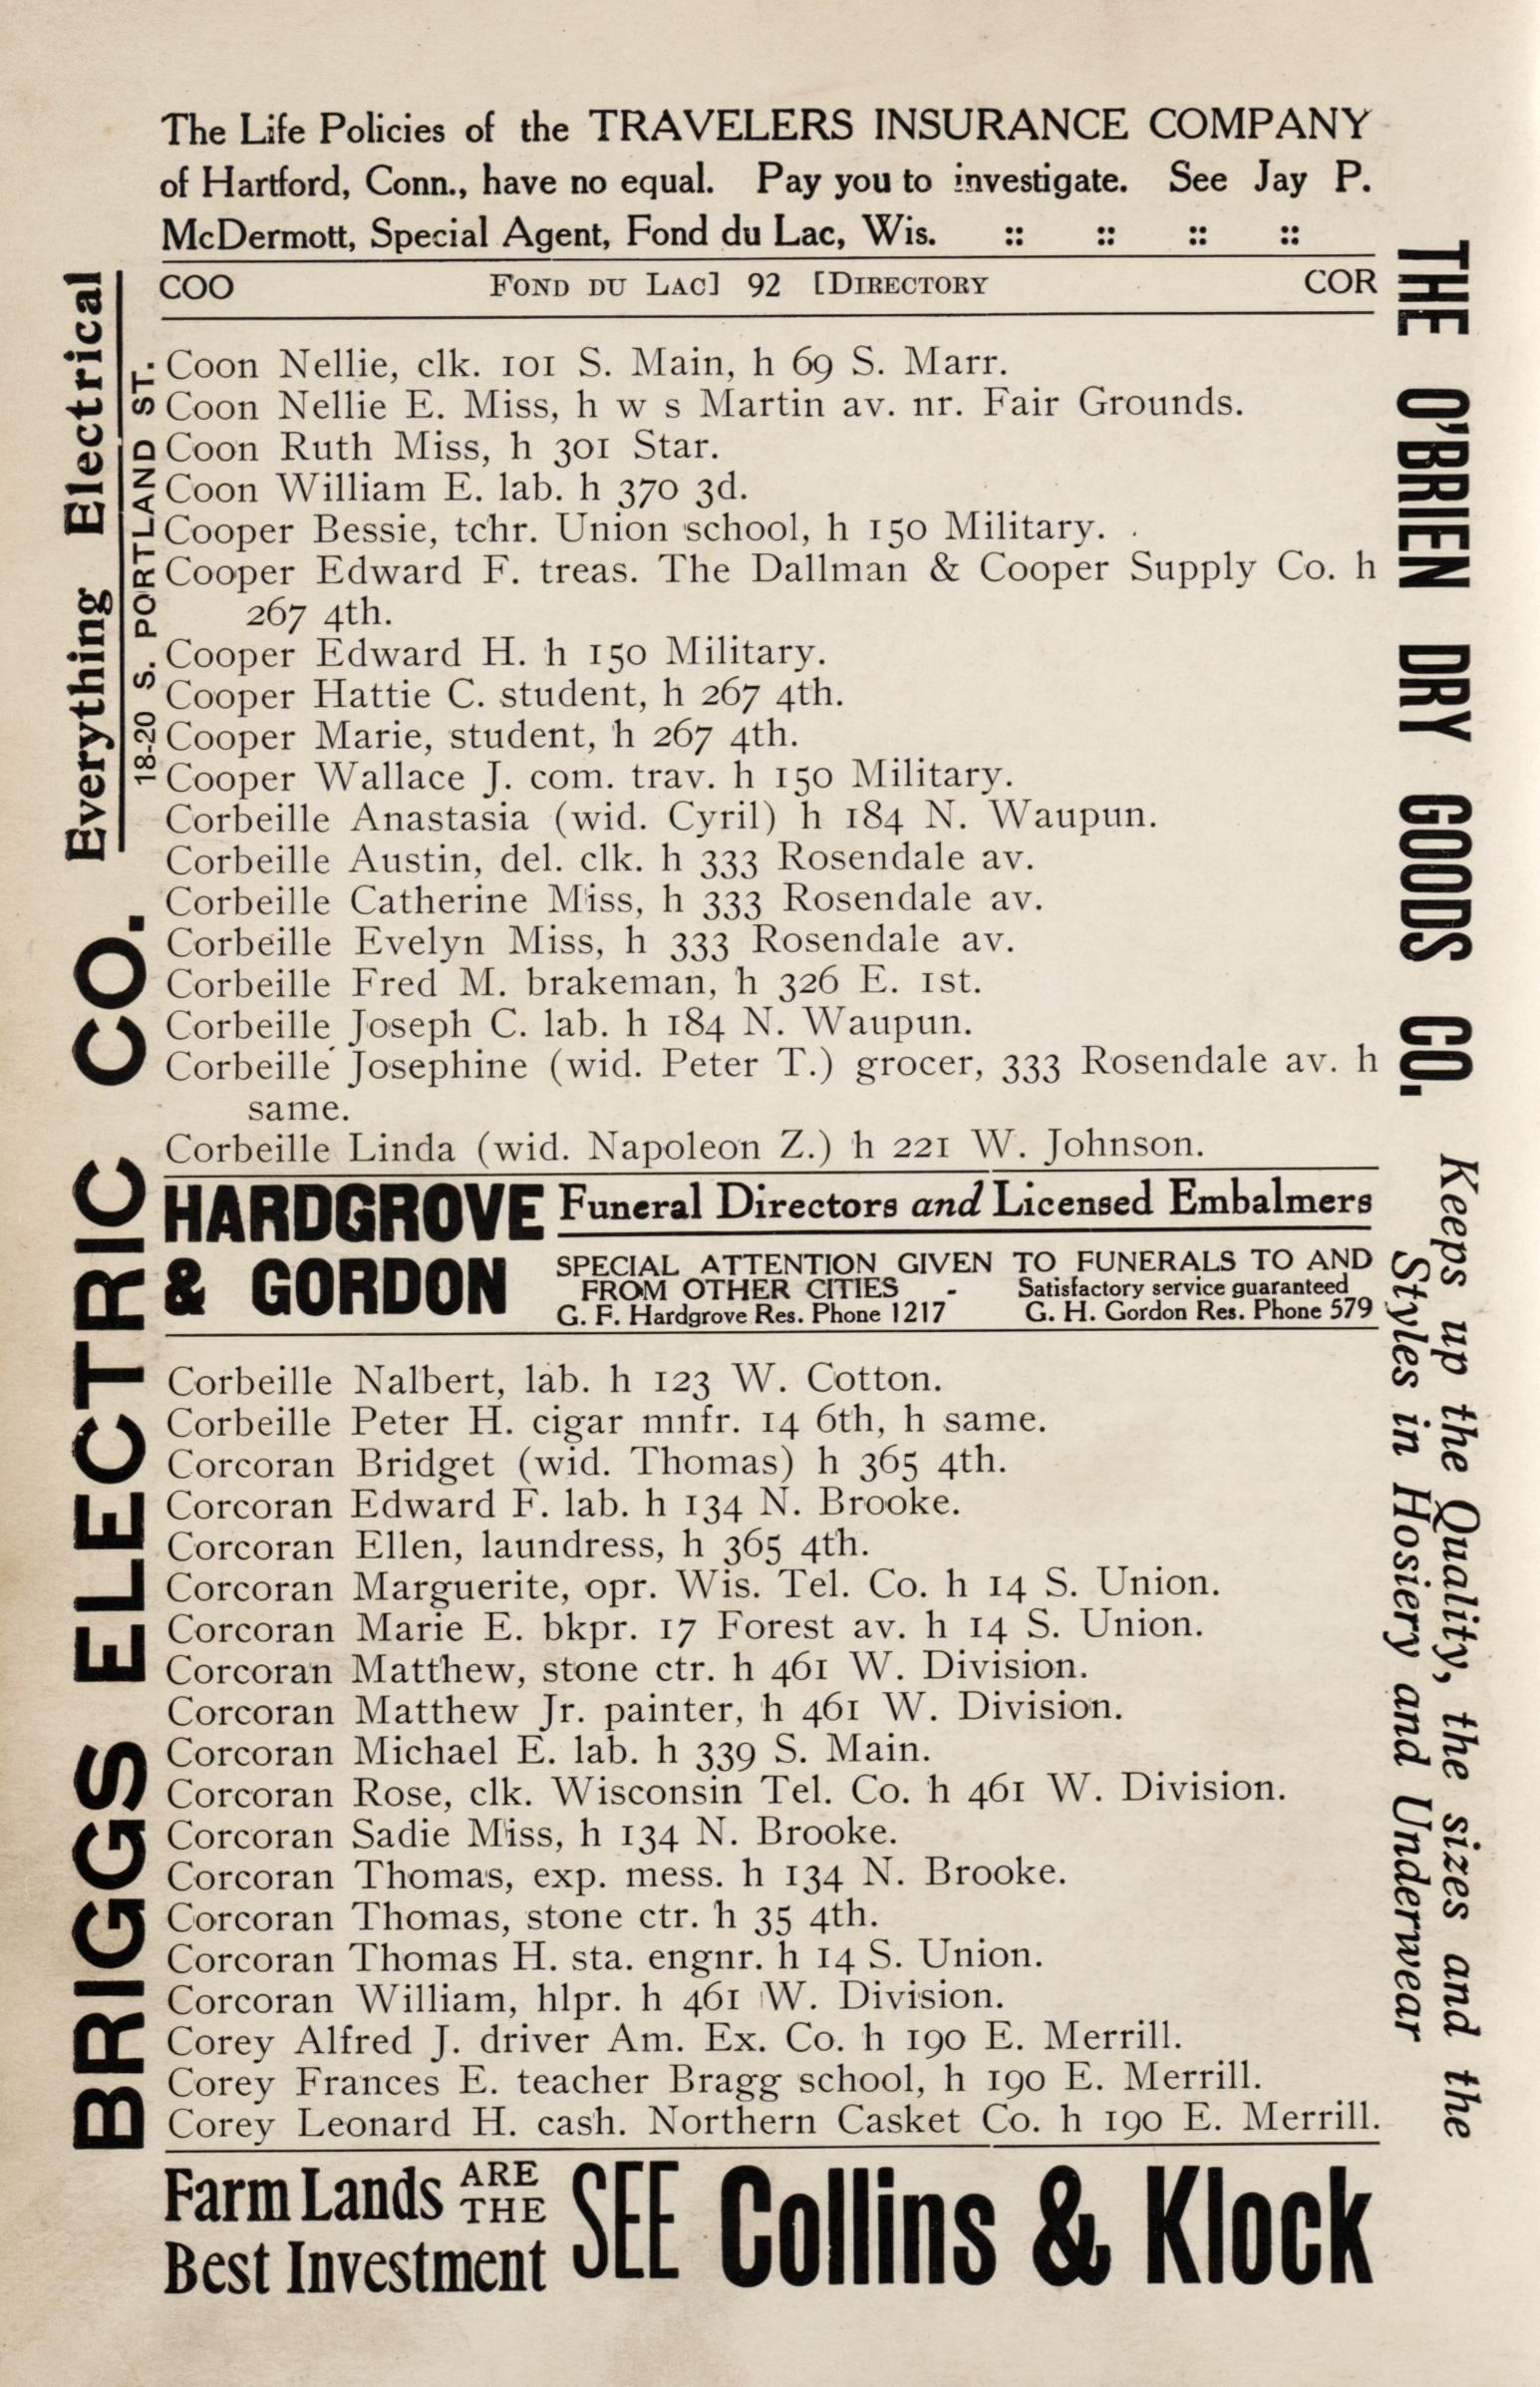 The Life Policies of the TRAVELERS INSURANCE COMPANY
of Hartford, Conn., have no equal. Pay you to investigate. See Jay P.
McDermott, Special Agent, Fond du Lac, Wis. :: :: :: ::
COO FOND DU LAC] 92 [DIRECTORY COR
Coon Nellie, clk. 101 S. Main, h 69 S. Marr.
Coon Nellie E. Miss, h w s Martin av. nr. Fair Grounds.
Coon Ruth Miss, h 301 Star.
Coon William E. lab. h 370 3d.
Cooper Bessie, tchr. Union school, h 150 Military.
Cooper Edward F. treas. The Dallman & Cooper Supply Co. h
267 4th.
Cooper Edward H. h 150 Military.
Cooper Hattie C. student, h 267 4th.
Cooper Marie, student, h 267 4th.
Cooper Wallace J. com. trav. h 150 Military.
Corbeille Anastasia (wid. Cyril) h 184 N. Waupun.
Corbeille Austin, del. clk. h 333 Rosendale av.
Corbeille Catherine Miss, h 333 Rosendale av.
Corbeille Evelyn Miss, h 333 Rosendale av.
Corbeille Fred M. brakeman, h 326 E. 1st.
Corbeille Joseph C. lab. h 184 N. Waupun.
Corbeille Josephine (wid. Peter T.) grocer, 333 Rosendale av. h
same.
Corbeille Linda (wid. Napoleon Z.) h 221 W. Johnson.
HARDGROVE
& GORDON
Funeral Directors and Licensed Embalmers
SPECIAL ATTENTION GIVEN TO FUNERALS TO AND
FROM OTHER CITIES - Satisfactory service guaranteed
G. F. Hardgrove Res. Phone 1217 G. H. Gordon Res. Phone 579
Corbeille Nalbert, lab. h 123 W. Cotton.
Corbeille Peter H. cigar mnfr. 14 6th, h same.
Corcoran Bridget (wid. Thomas) h 365 4th.
Corcoran Edward F. lab. h 134 N. Brooke.
Corcoran Ellen, laundress, h 365 4th.
Corcoran Marguerite, opr. Wis. Tel. Co. h 14 S. Union.
Corcoran Marie E. bkpr. 17 Forest av. h 14 S. Union.
Corcoran Matthew, stone ctr. h 461 W. Division.
Corcoran Matthew Jr. painter, h 461 W. Division.
Corcoran Michael E. lab. h 339 S. Main.
Corcoran Rose, clk. Wisconsin Tel. Co. h 461 W. Division.
Corcoran Sadie Miss, h 134 N. Brooke.
Corcoran Thomas, exp. mess. h 134 N. Brooke.
Corcoran Thomas, stone ctr. h 35 4th.
Corcoran Thomas H. sta. engnr. h 14 S. Union.
Corcoran William, hlpr. h 461 W. Division.
Corey Alfred J. driver Am. Ex. Co. h 190 E. Merrill.
Corey Frances E. teacher Bragg school, h 190 E. Merrill.
Corey Leonard H. cash. Northern Casket Co. h 190 E. Merrill.
Farm Lands ARE THE
Best Investment
SEE Collins & Klock
BRIGGS ELECTRIC CO.
Everything Electrical
18-20 S. PORTLAND ST.
THE O'BRIEN DRY GOODS CO.
Keeps up the Quality, the sizes and the
Styles in Hosiery and Underwear